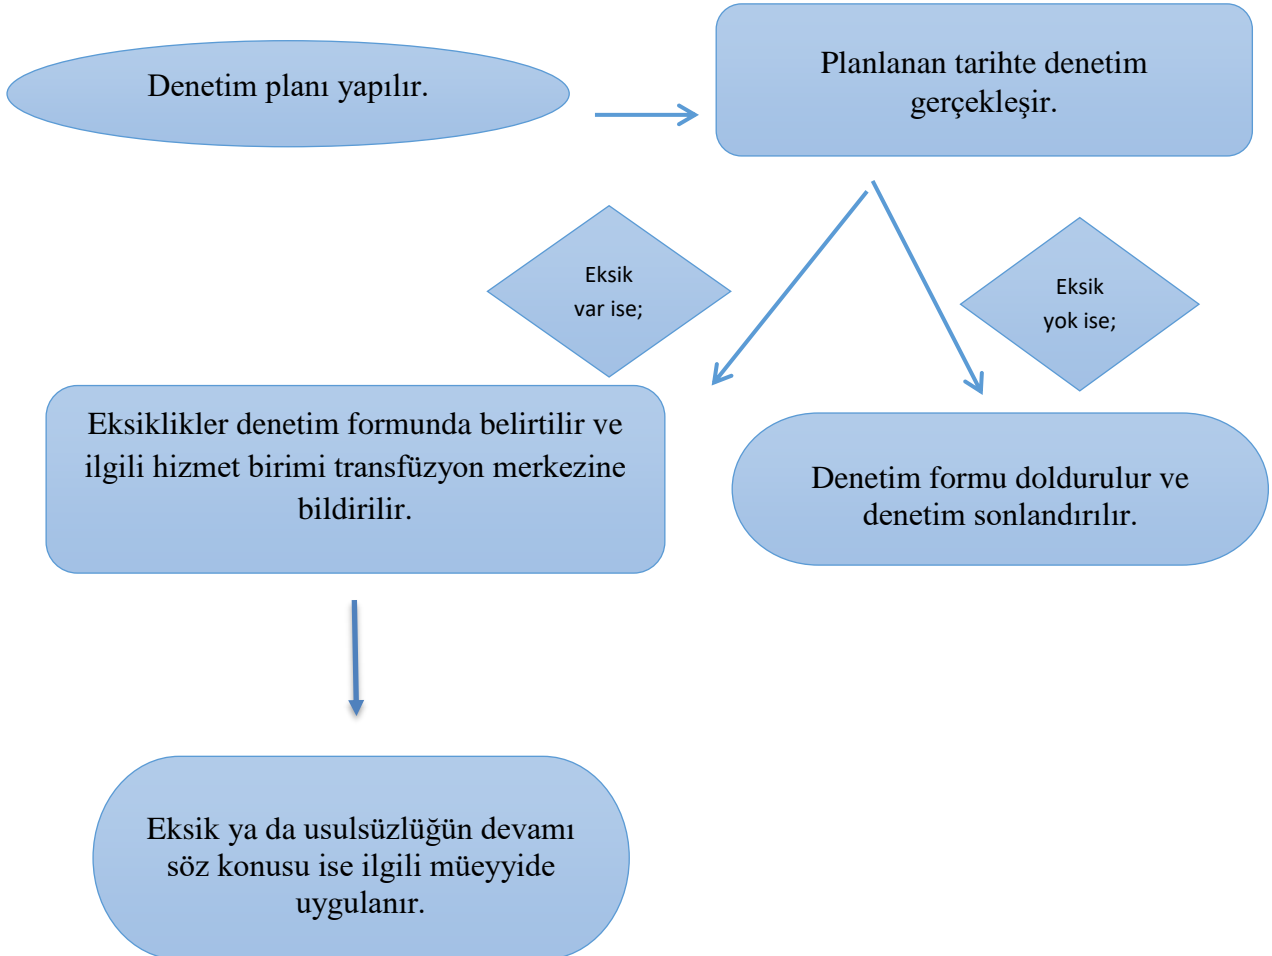 Denetim planı yapılır.
Planlanan tarihte denetim
gerçekleşir.
Eksik
var ise;
Eksik
yok ise;
Eksiklikler denetim formunda belirtilir ve
ilgili hizmet birimi transfüzyon merkezine
bildirilir.
Denetim formu doldurulur ve
denetim sonlandırılır.
Eksik ya da usulsüzlüğün devamı
söz konusu ise ilgili müeyyide
uygulanır.